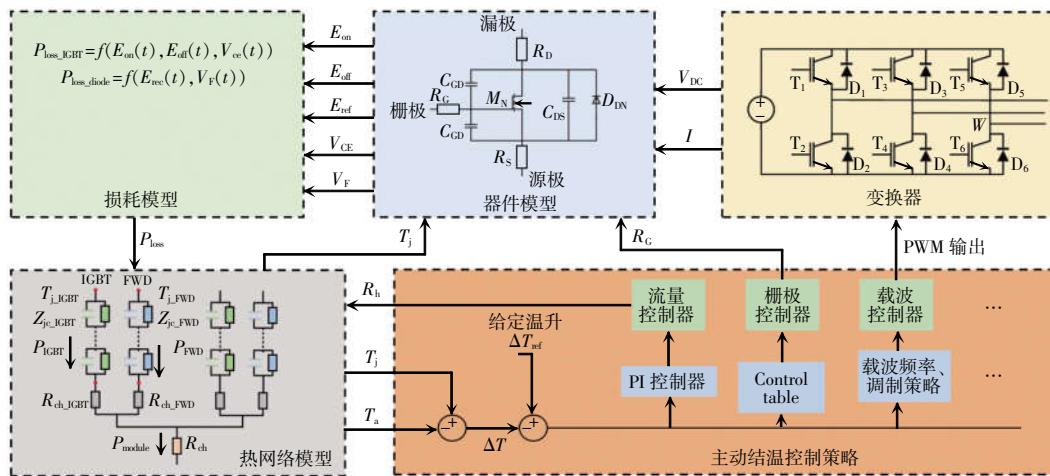 P_loss_IGBT=f(E_on(t),E_off(t),V_ce(t))
P_loss_diode=f(E_rec(t),V_F(t))
损耗模型
E_on
E_off
E_ref
V_CE
V_F
漏极
R_D
C_GD
R_G
M_N
C_DS
D_DN
栅极
C_GD
R_S
源极
器件模型
V_DC
I
T_1
D_1
T_3
D_3
T_5
D_5
W
T_2
D_2
T_4
D_4
T_6
D_6
变换器
P_loss
T_j
R_G
PWM 输出
IGBT
FWD
T_j_IGBT
T_j_FWD
Z_jc_IGBT
Z_jc_FWD
P_IGBT
P_FWD
R_ch_IGBT
R_ch_FWD
P_module
R_ch
热网络模型
R_h
T_j
T_a
给定温升
ΔT_ref
− +
ΔT
− +
流量
控制器
栅极
控制器
载波
控制器
…
PI 控制器
Control
table
载波频率、
调制策略
…
主动结温控制策略